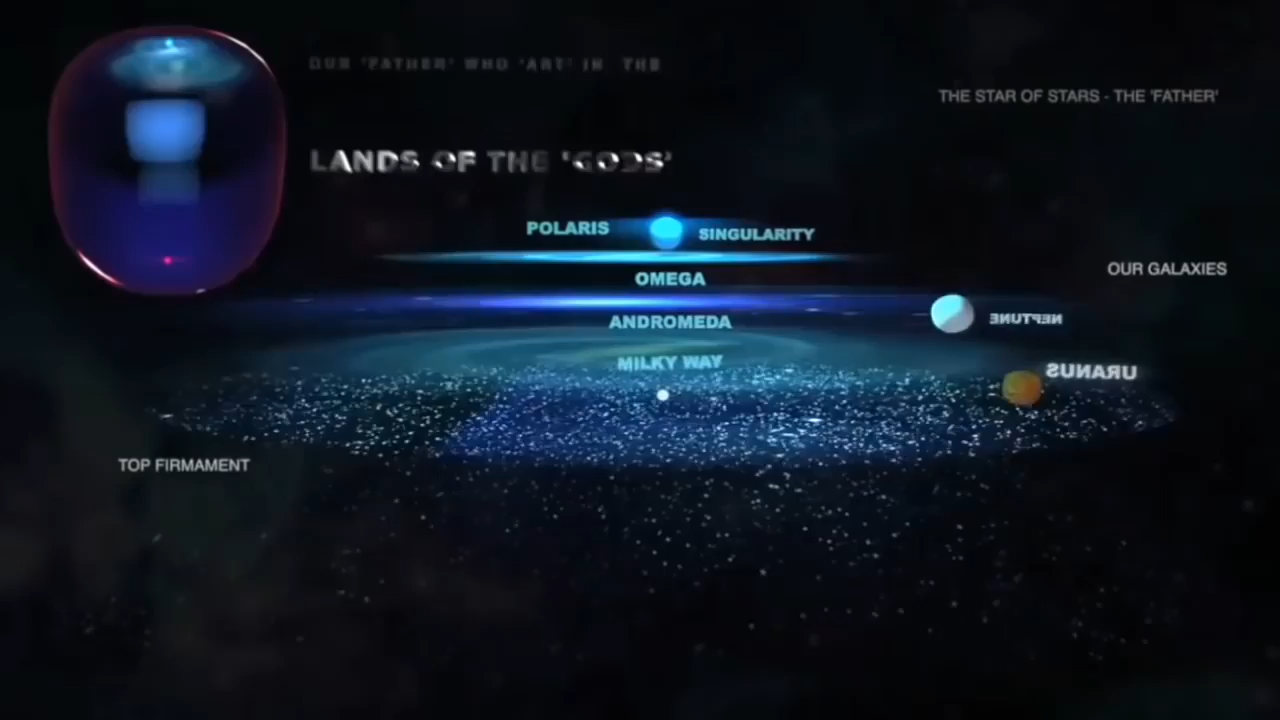 OUR 'FATHER' WHO 'ART' IN THE
THE STAR OF STARS - THE 'FATHER'
LANDS OF THE 'GODS'
POLARIS
SINGULARITY
OUR GALAXIES
OMEGA
NEPTUNE
ANDROMEDA
MILKY WAY
URANUS
TOP FIRMAMENT